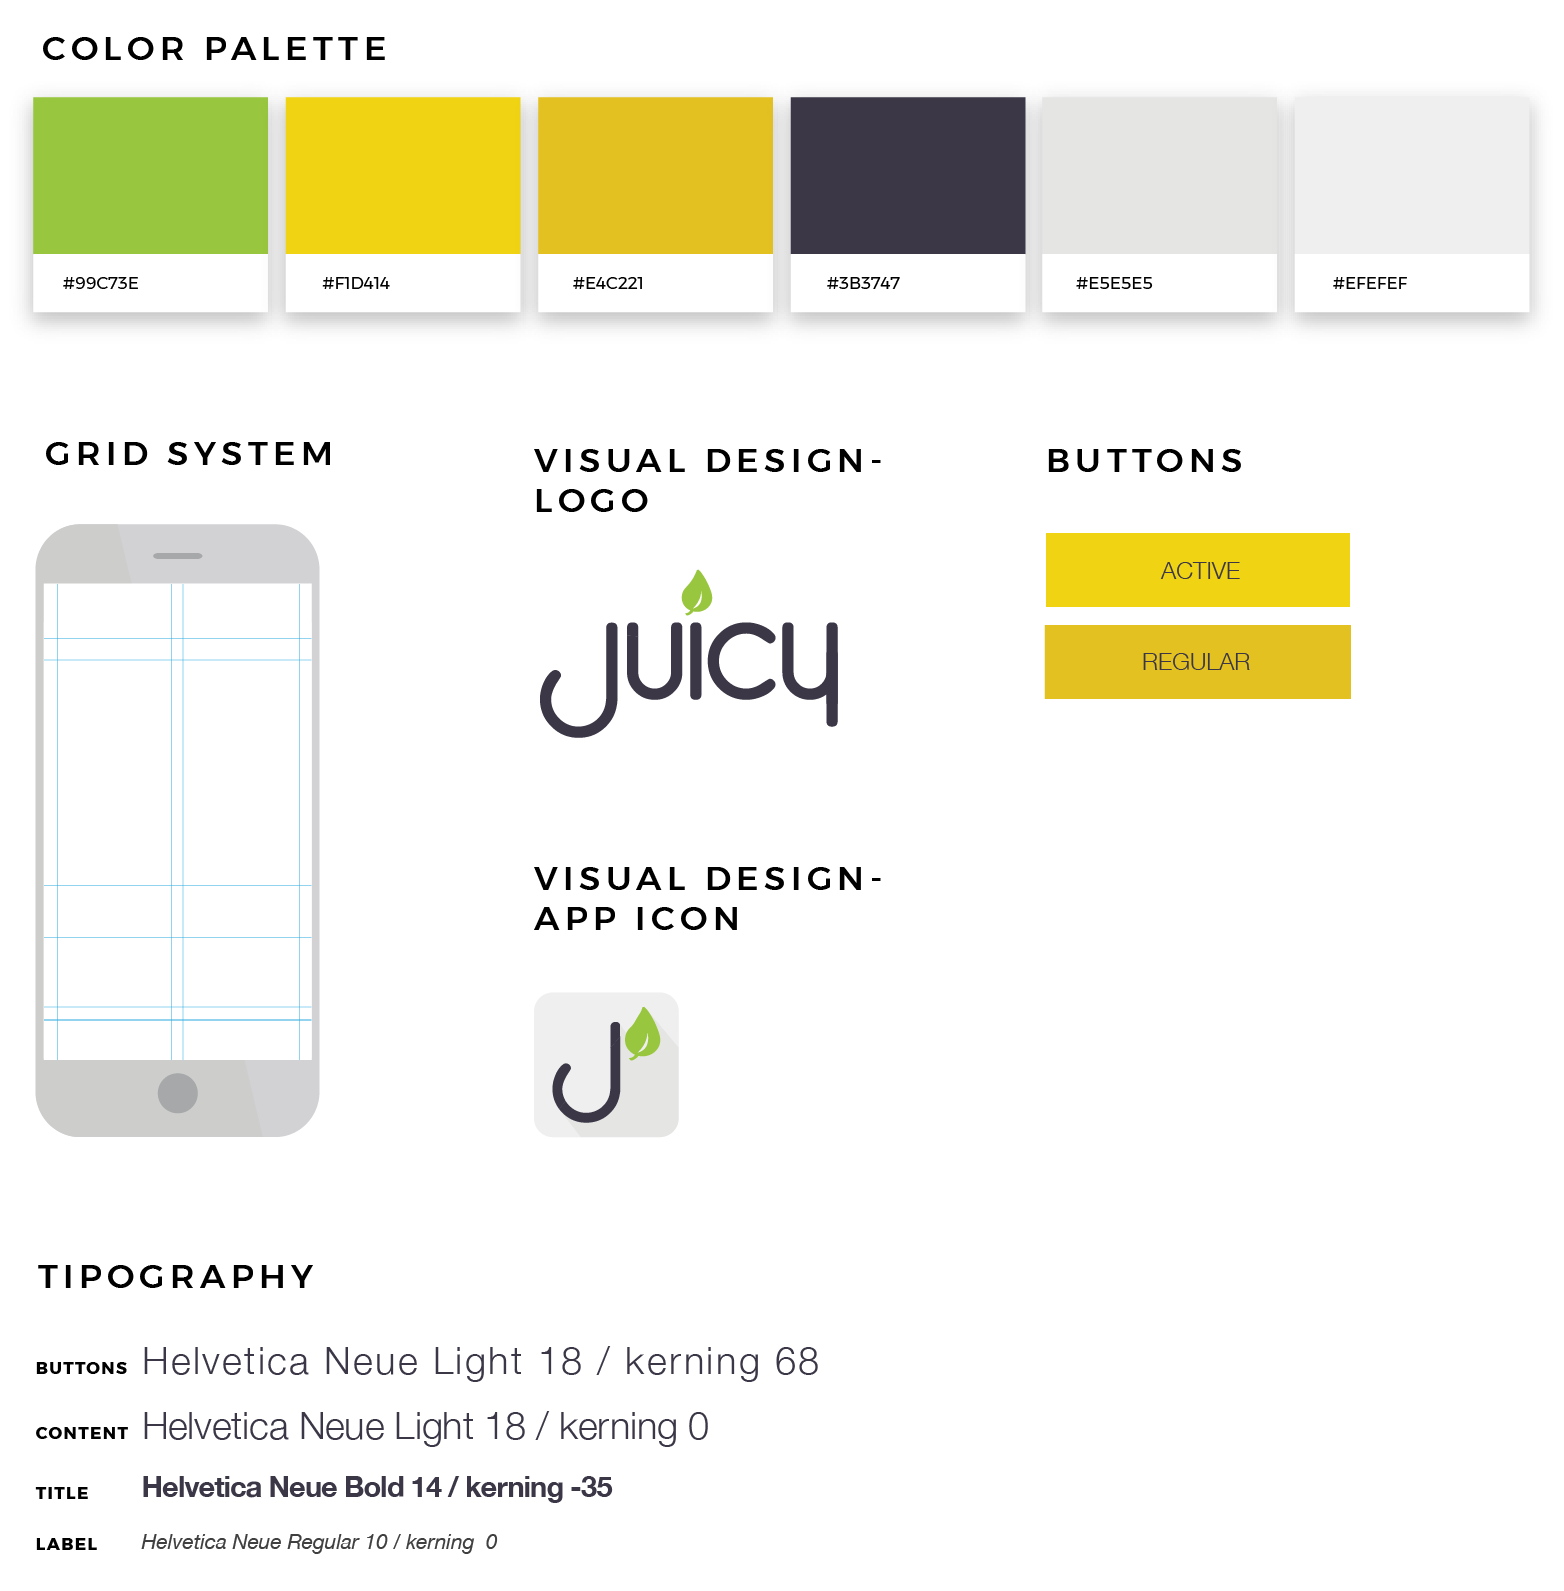 COLOR PALETTE
#99C73E
#F1D414
#E4C221
#3B3747
#E5E5E5
#EFEFEF
GRID SYSTEM
VISUAL DESIGN-
LOGO
juicy
BUTTONS
ACTIVE
REGULAR
VISUAL DESIGN-
APP ICON
J
TIPOGRAPHY
BUTTONS Helvetica Neue Light 18 / kerning 68
CONTENT Helvetica Neue Light 18 / kerning 0
TITLE Helvetica Neue Bold 14 / kerning -35
LABEL Helvetica Neue Regular 10 / kerning 0